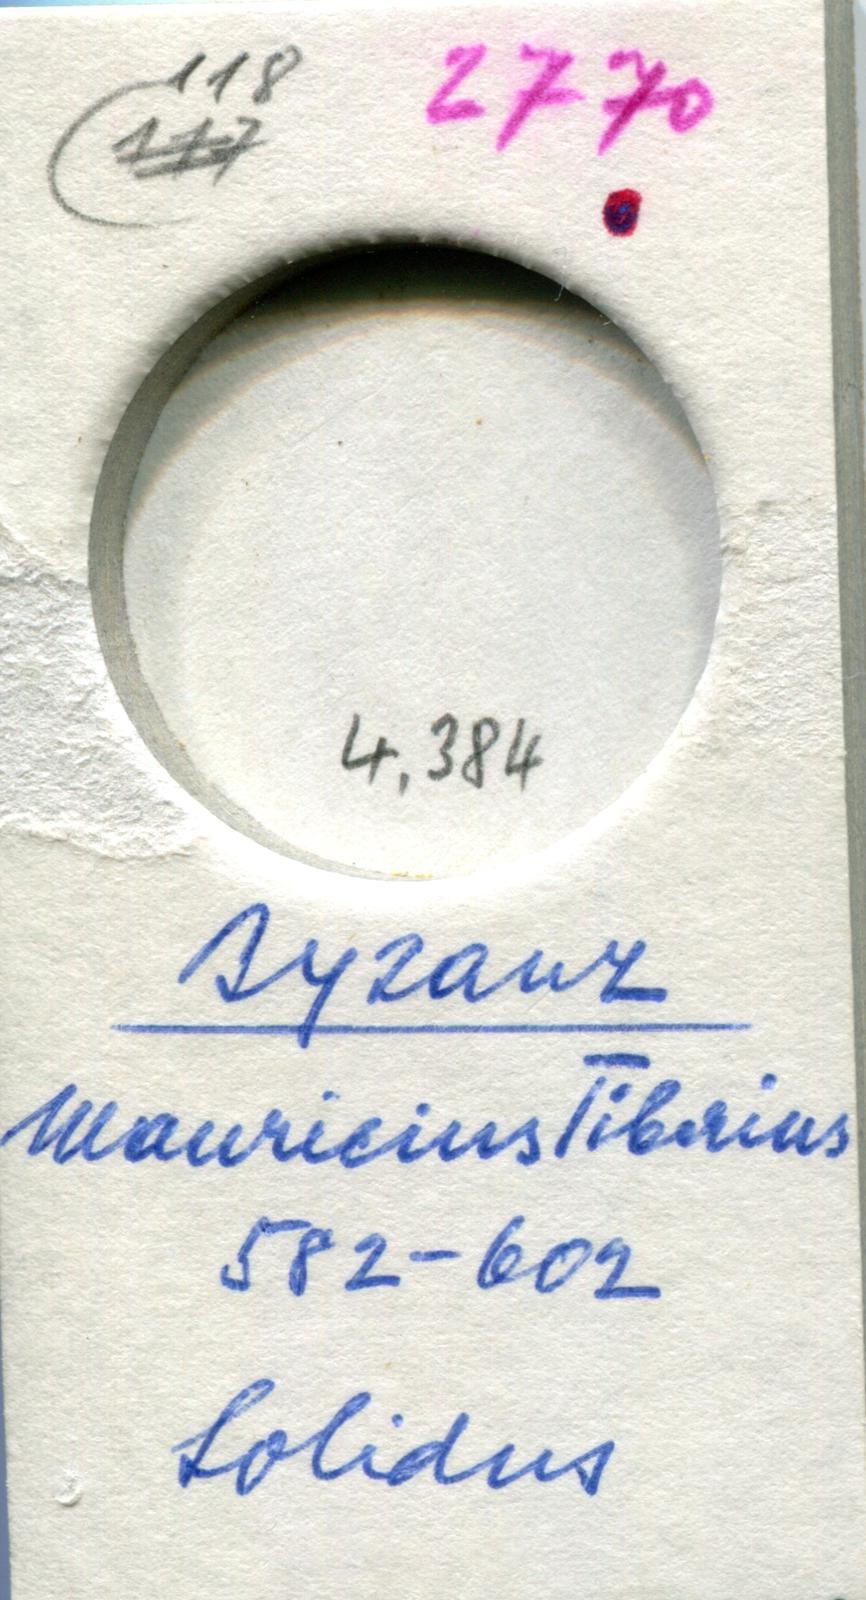 118
117
2770
4,384
Byzanz
Mauricius Tiberius
582-602
Solidus